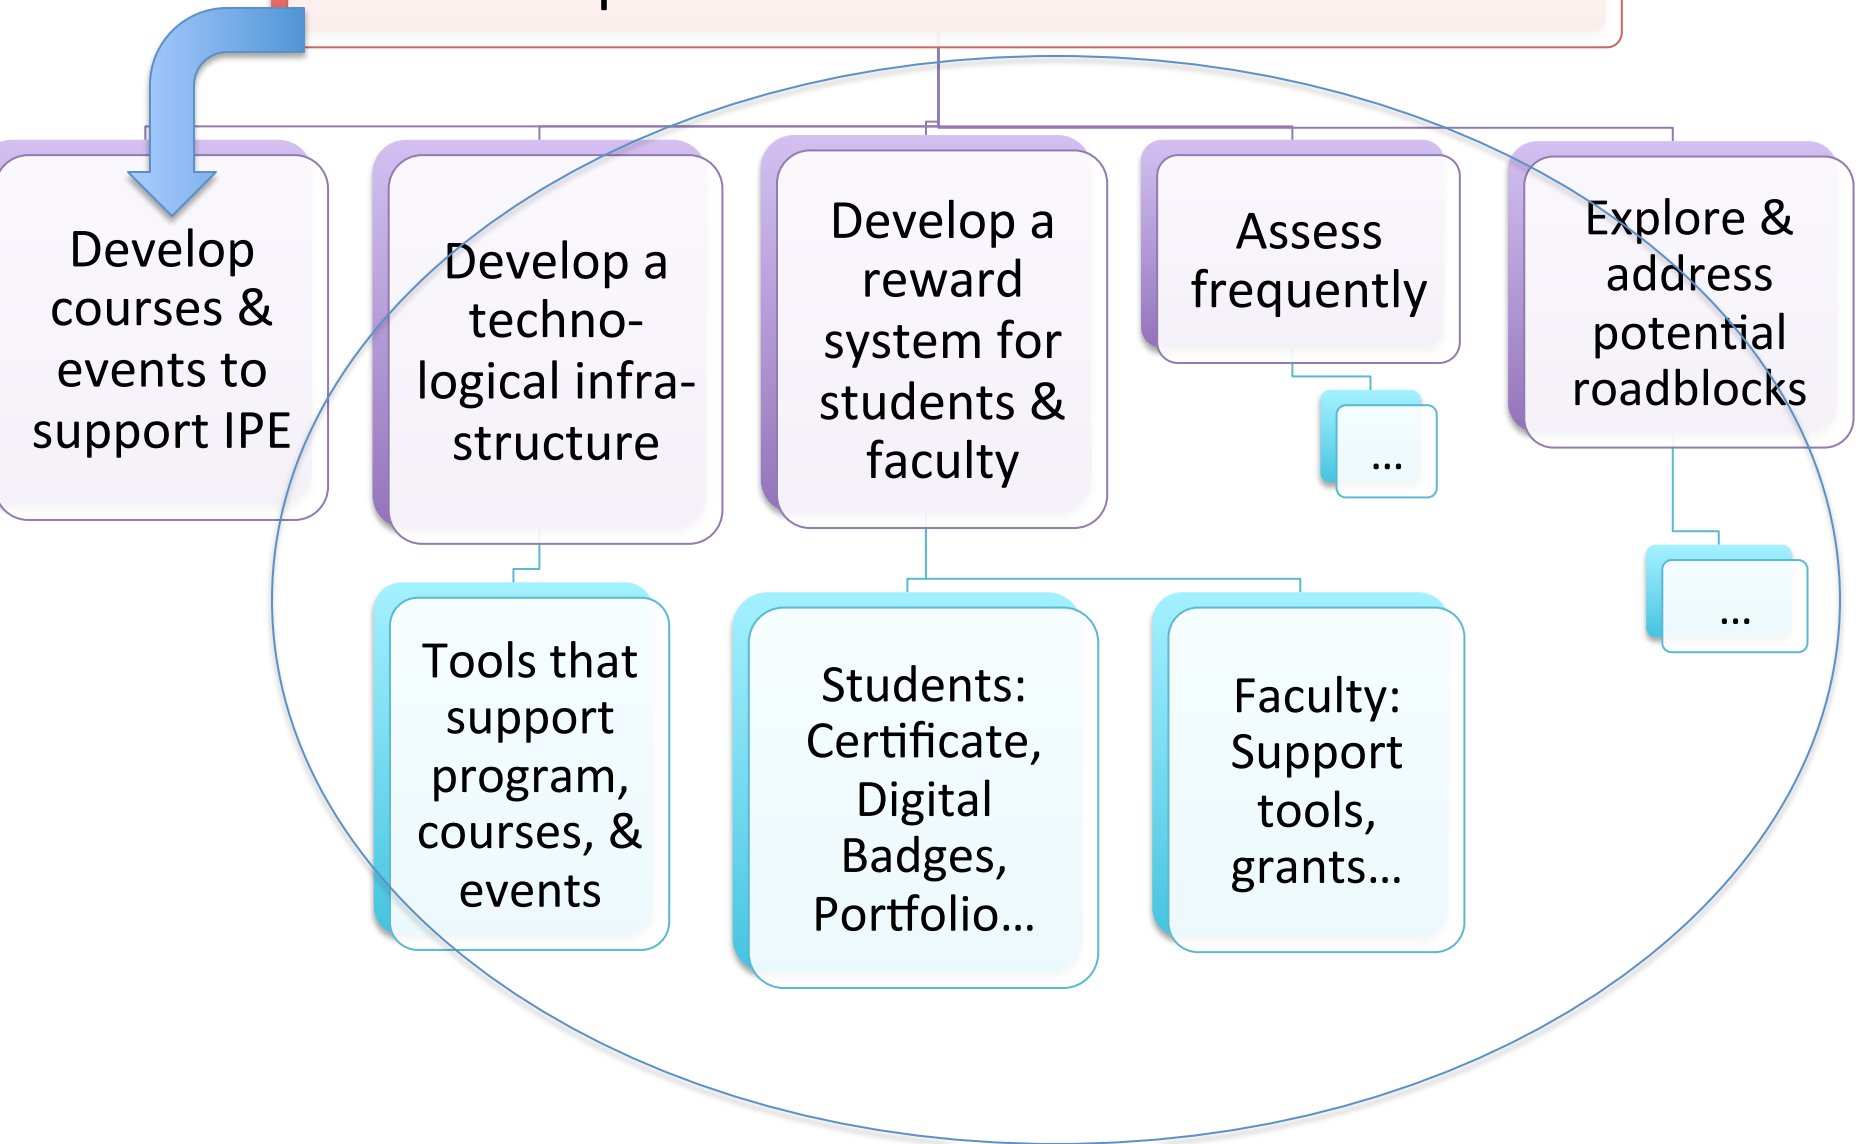 Develop
courses &
events to
support IPE
Develop a
techno-
logical infra-
structure
Develop a
reward
system for
students &
faculty
Assess
frequently
Explore &
address
potential
roadblocks
...
...
Tools that
support
program,
courses, &
events
Students:
Certificate,
Digital
Badges,
Portfolio...
Faculty:
Support
tools,
grants...